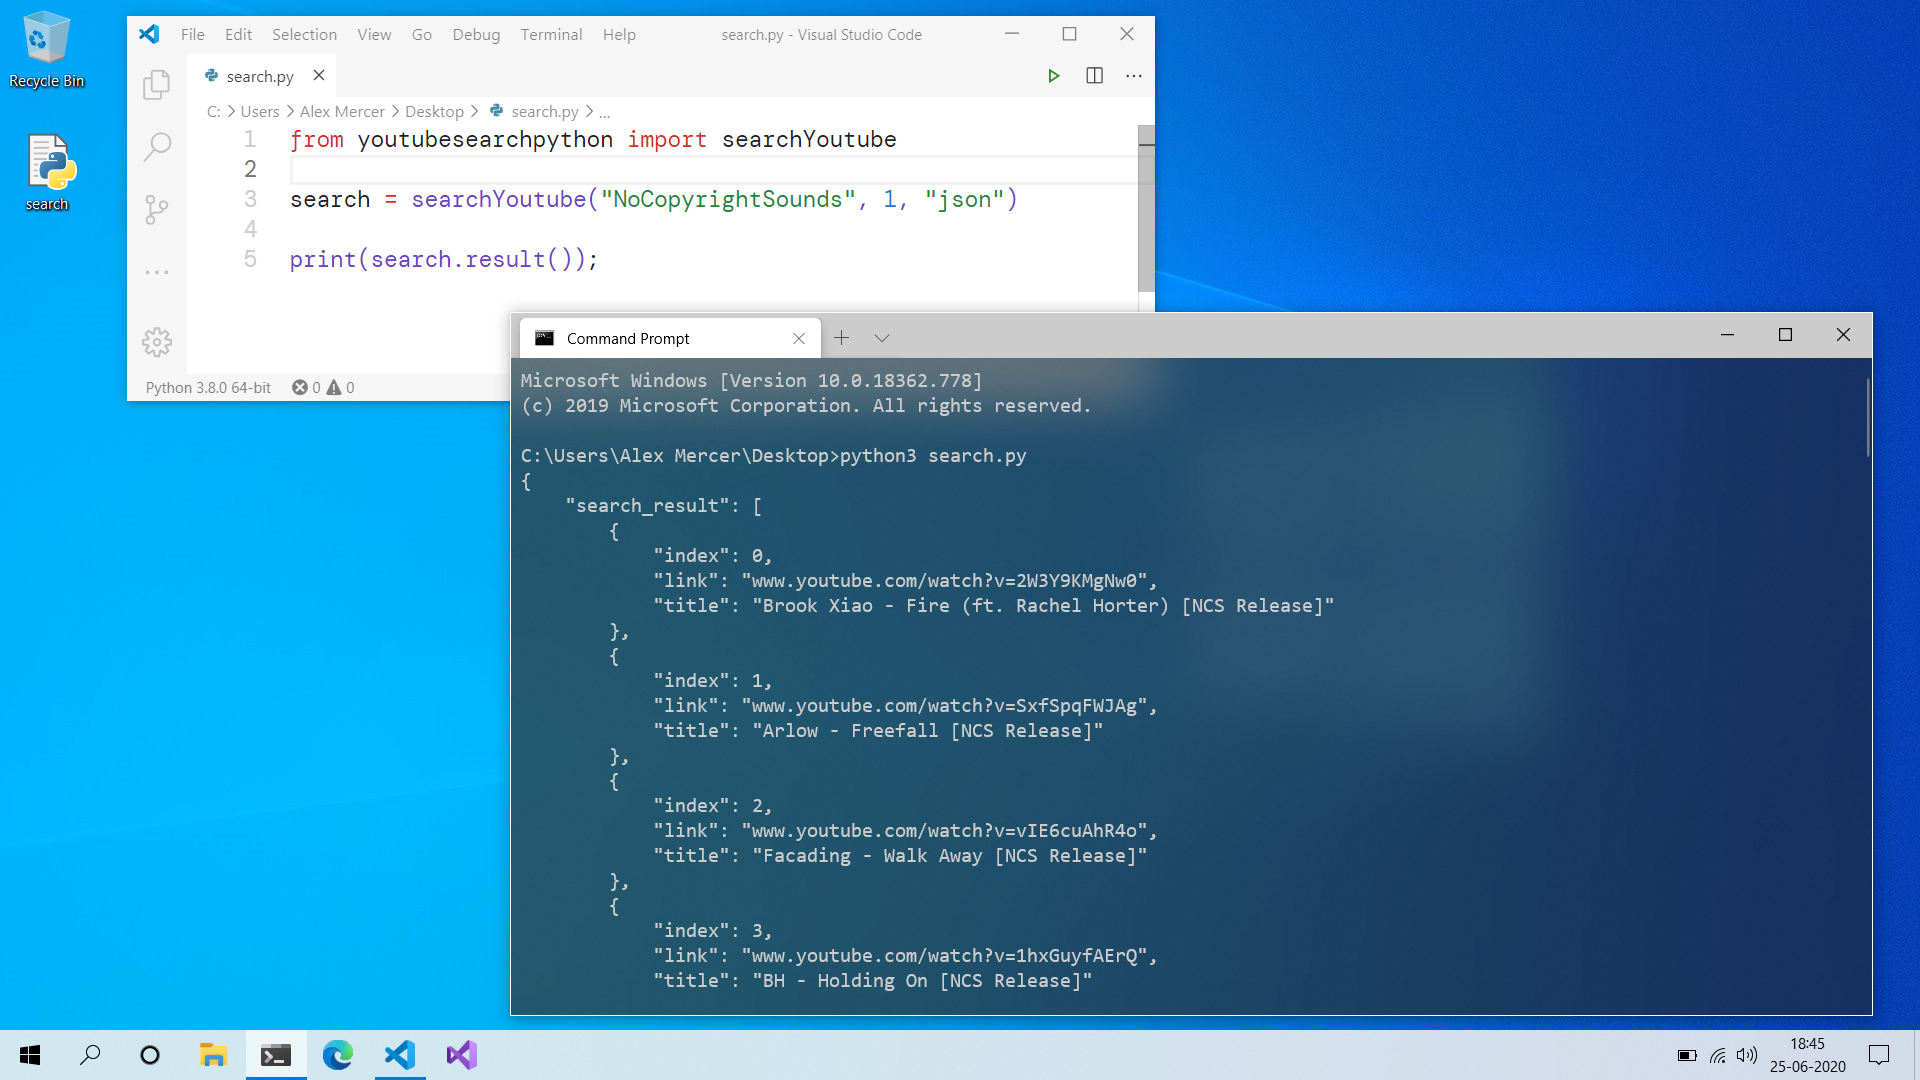 Recycle Bin
search
File Edit Selection View Go Debug Terminal Help search.py - Visual Studio Code
search.py
C: > Users > Alex Mercer > Desktop > search.py > ...
1 from youtubesearchpython import searchYoutube
2
3 search = searchYoutube("NoCopyrightSounds", 1, "json")
4
5 print(search.result());
Python 3.8.0 64-bit 0 0
Command Prompt
Microsoft Windows [Version 10.0.18362.778]
(c) 2019 Microsoft Corporation. All rights reserved.
C:\Users\Alex Mercer\Desktop>python3 search.py
{
"search_result": [
{
"index": 0,
"link": "www.youtube.com/watch?v=2W3Y9KMgNw0",
"title": "Brook Xiao - Fire (ft. Rachel Horter) [NCS Release]"
},
{
"index": 1,
"link": "www.youtube.com/watch?v=SxfSpqFWJAg",
"title": "Arlow - Freefall [NCS Release]"
},
{
"index": 2,
"link": "www.youtube.com/watch?v=vIE6cuAhR4o",
"title": "Facading - Walk Away [NCS Release]"
},
{
"index": 3,
"link": "www.youtube.com/watch?v=1hxGuyfAErQ",
"title": "BH - Holding On [NCS Release]"
18:45
25-06-2020